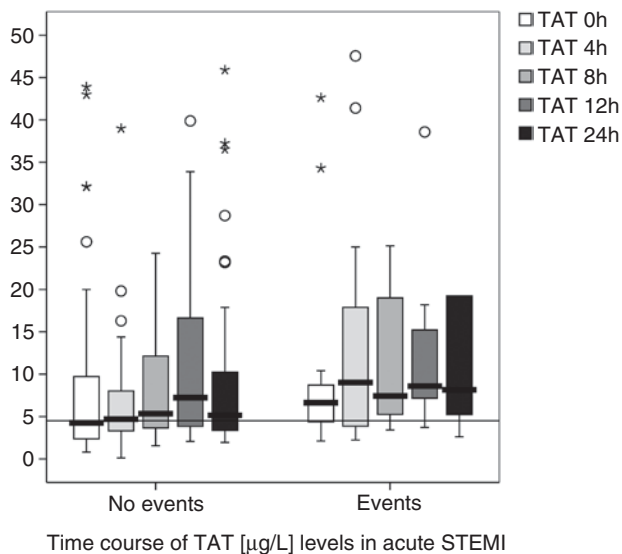 TAT 0h
TAT 4h
TAT 8h
TAT 12h
TAT 24h
50
45
40
35
30
25
20
15
10
5
0
No events
Events
Time course of TAT [μg/L] levels in acute STEMI